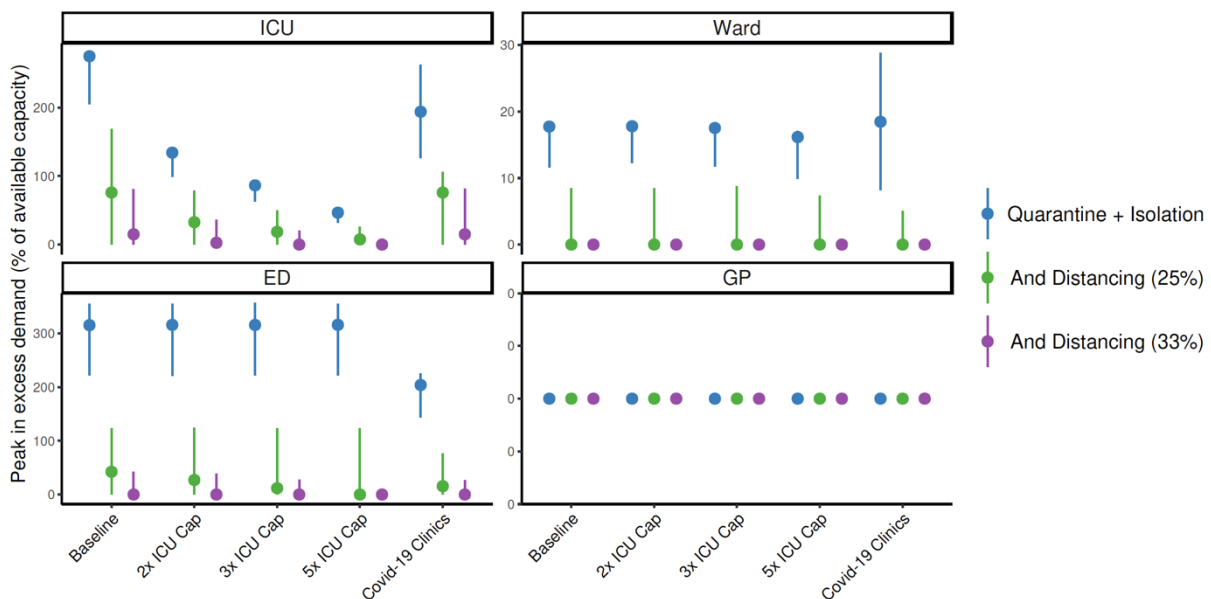 ICU
Ward
Peak in excess demand (% of available capacity)
200
100
0
30
20
10
0
ED
GP
300
200
100
0
0
0
0
0
0
Baseline
2x ICU Cap
3x ICU Cap
5x ICU Cap
Covid-19 Clinics
Baseline
2x ICU Cap
3x ICU Cap
5x ICU Cap
Covid-19 Clinics
Quarantine + Isolation
And Distancing (25%)
And Distancing (33%)